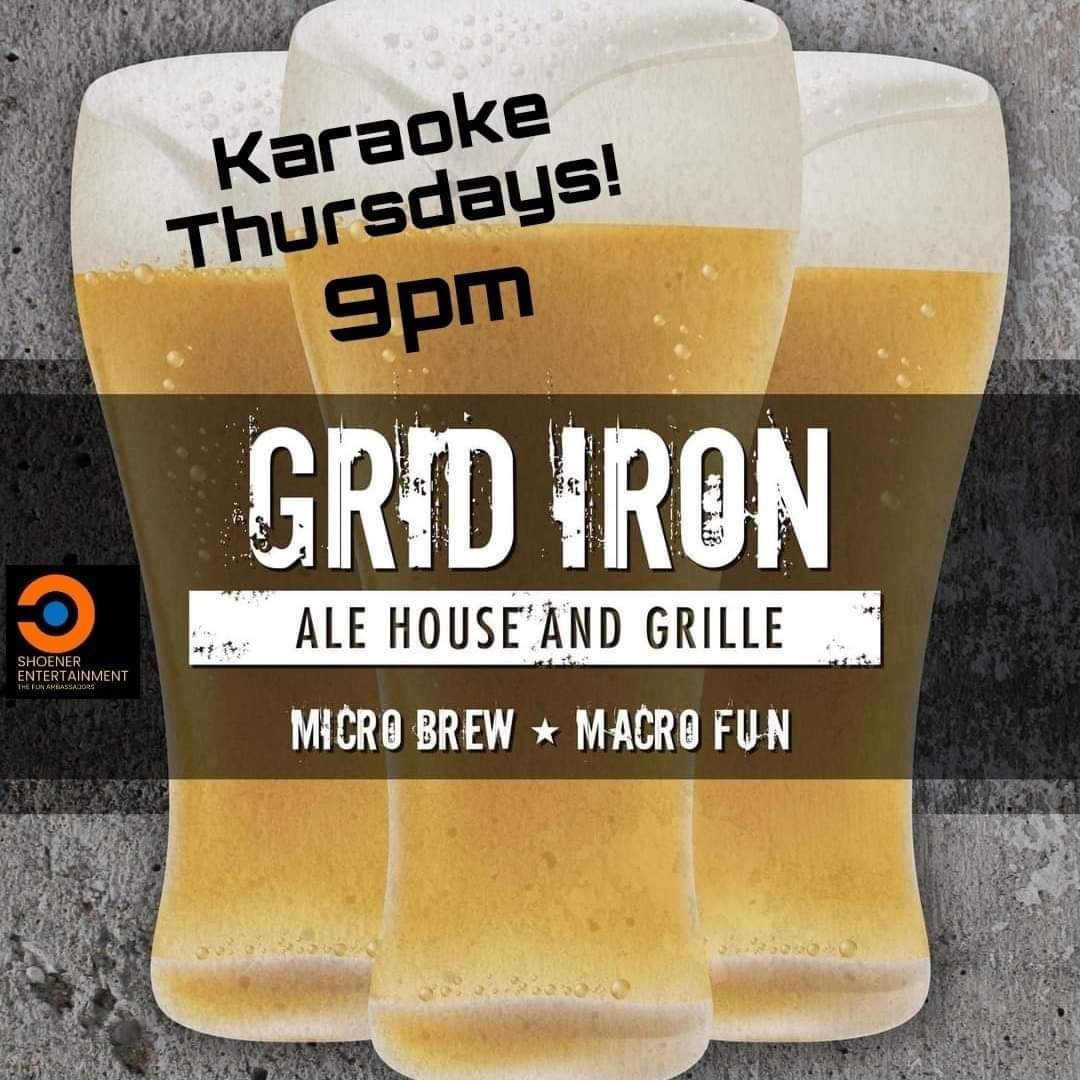 Karaoke
Thursdays!
9pm
GRID IRON
ALE HOUSE AND GRILLE
MICRO BREW ★ MACRO FUN
SHOENER
ENTERTAINMENT
THE FUN AMBASSADORS